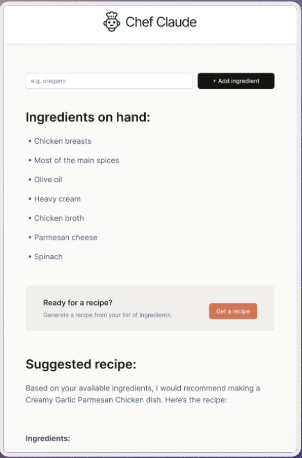 Chef Claude
e.g. oregano
+ Add ingredient
Ingredients on hand:
• Chicken breasts
• Most of the main spices
• Olive oil
• Heavy cream
• Chicken broth
• Parmesan cheese
• Spinach
Ready for a recipe?
Generate a recipe from your list of ingredients.
Get a recipe
Suggested recipe:
Based on your available ingredients, I would recommend making a
Creamy Garlic Parmesan Chicken dish. Here's the recipe:
Ingredients: